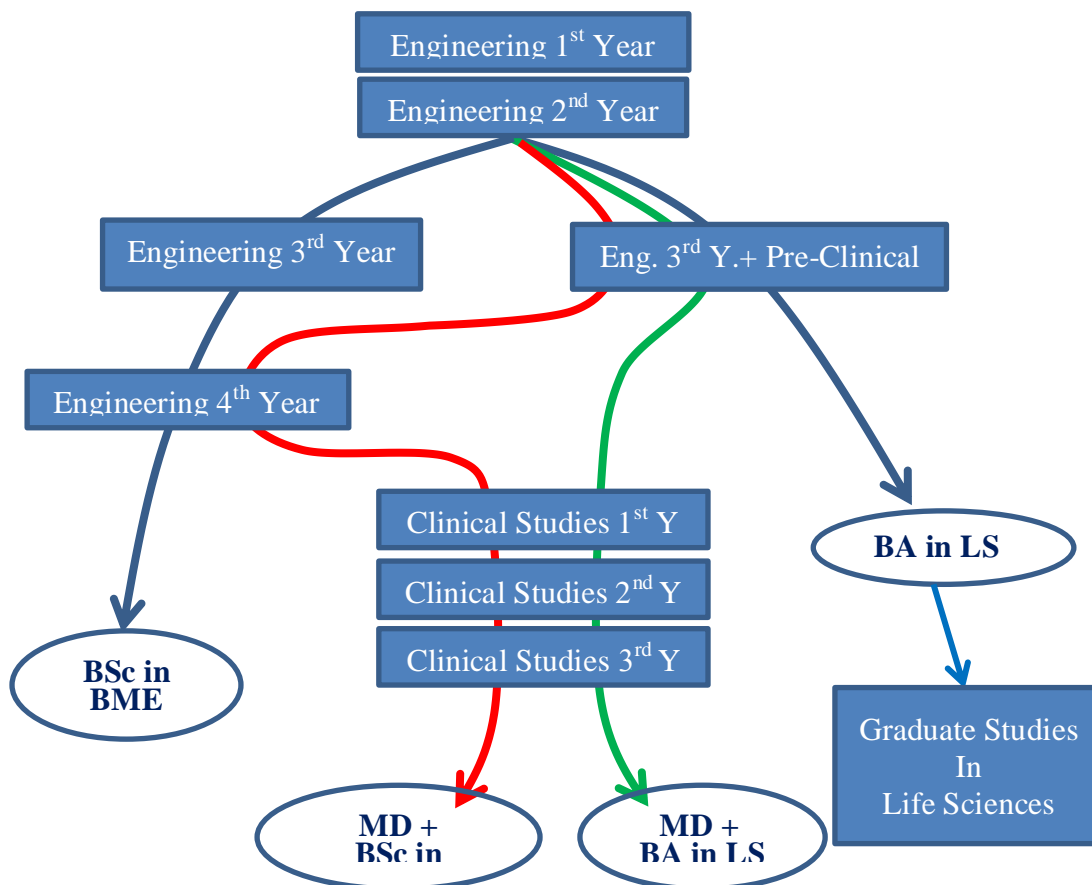 Engineering 1st Year
Engineering 2nd Year
Engineering 3rd Year
Eng. 3rd Y.+ Pre-Clinical
Engineering 4th Year
Clinical Studies 1st Y
BA in LS
Clinical Studies 2nd Y
Clinical Studies 3rd Y
BSc in
BME
Graduate Studies
In
Life Sciences
MD +
BSc in
MD +
BA in LS